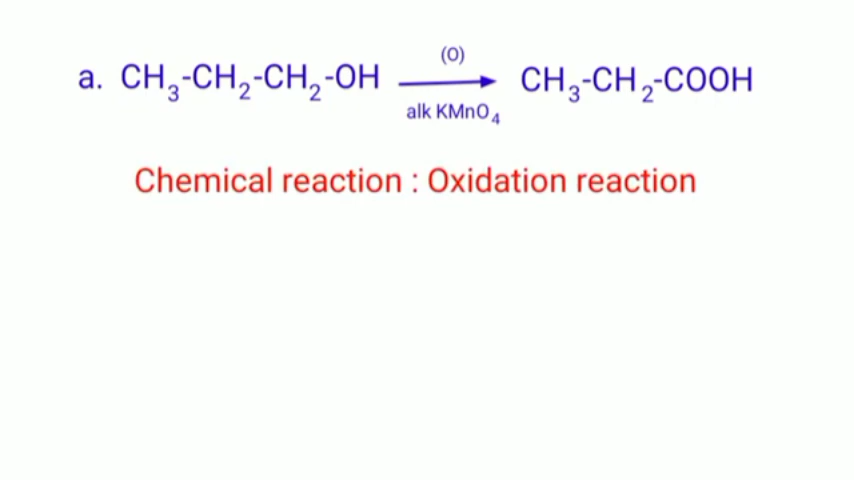 a. CH₃-CH₂-CH₂-OH (O) alk KMnO₄ CH₃-CH₂-COOH
Chemical reaction : Oxidation reaction